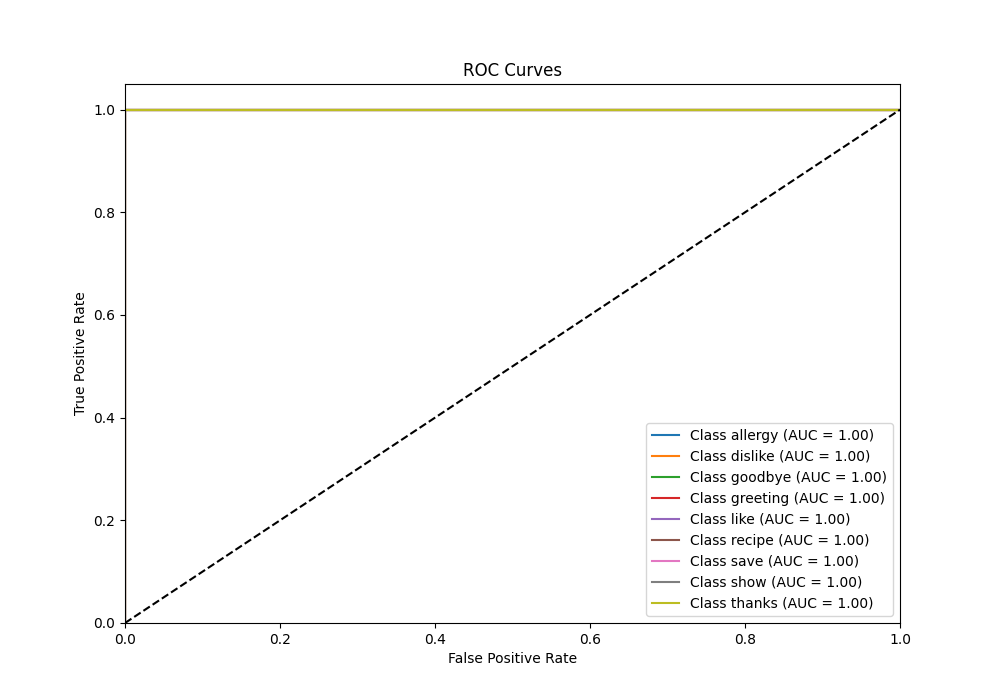 ROC Curves
1.0
0.8
0.6
0.4
0.2
0.0
True Positive Rate
0.0 0.2 0.4 0.6 0.8 1.0
False Positive Rate
Class allergy (AUC = 1.00)
Class dislike (AUC = 1.00)
Class goodbye (AUC = 1.00)
Class greeting (AUC = 1.00)
Class like (AUC = 1.00)
Class recipe (AUC = 1.00)
Class save (AUC = 1.00)
Class show (AUC = 1.00)
Class thanks (AUC = 1.00)